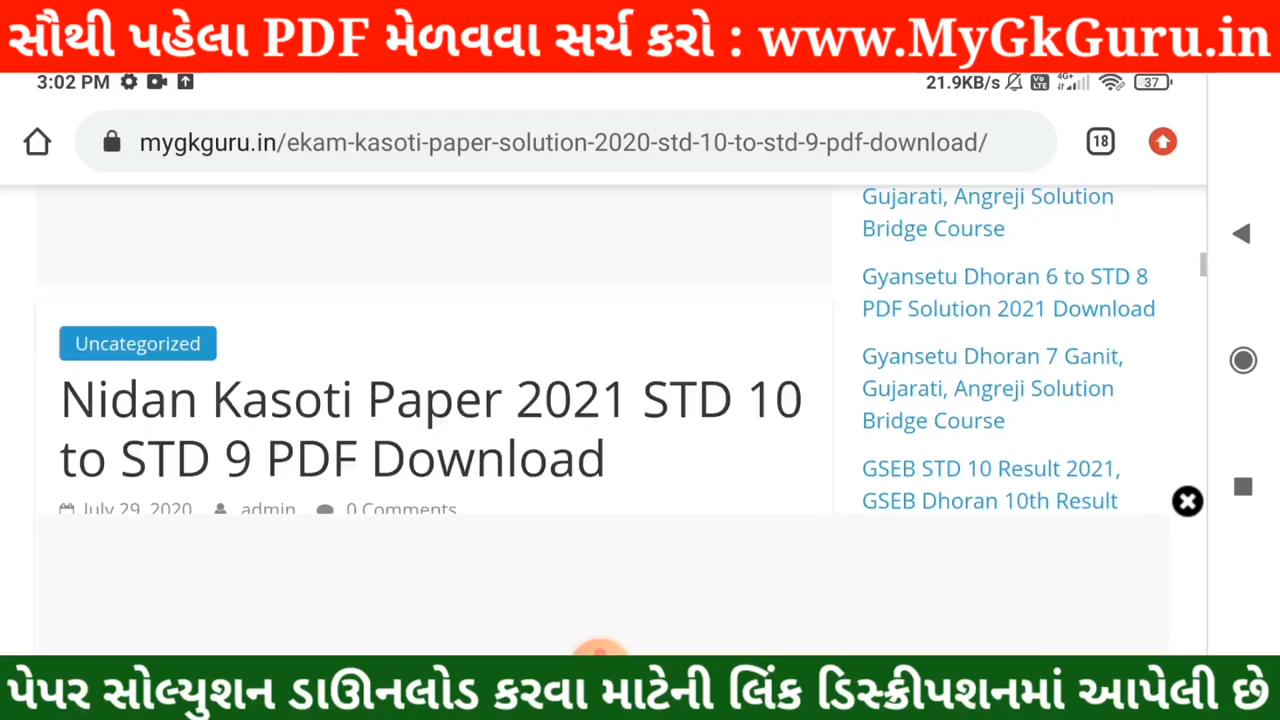 સૌથી પહેલા PDF મેળવવા સર્ચ કરો : www.MyGkGuru.in
3:02 PM 21.9KB/s Vo LTE 4G+ 37
mygkguru.in/ekam-kasoti-paper-solution-2020-std-10-to-std-9-pdf-download/ 18
Gujarati, Angreji Solution
Bridge Course
Gyansetu Dhoran 6 to STD 8
PDF Solution 2021 Download
Gyansetu Dhoran 7 Ganit,
Gujarati, Angreji Solution
Bridge Course
GSEB STD 10 Result 2021,
GSEB Dhoran 10th Result
Uncategorized
Nidan Kasoti Paper 2021 STD 10
to STD 9 PDF Download
July 29, 2020 admin 0 Comments
પેપર સોલ્યુશન ડાઊનલોડ કરવા માટેની લિંક ડિસ્ક્રીપશનમાં આપેલી છે